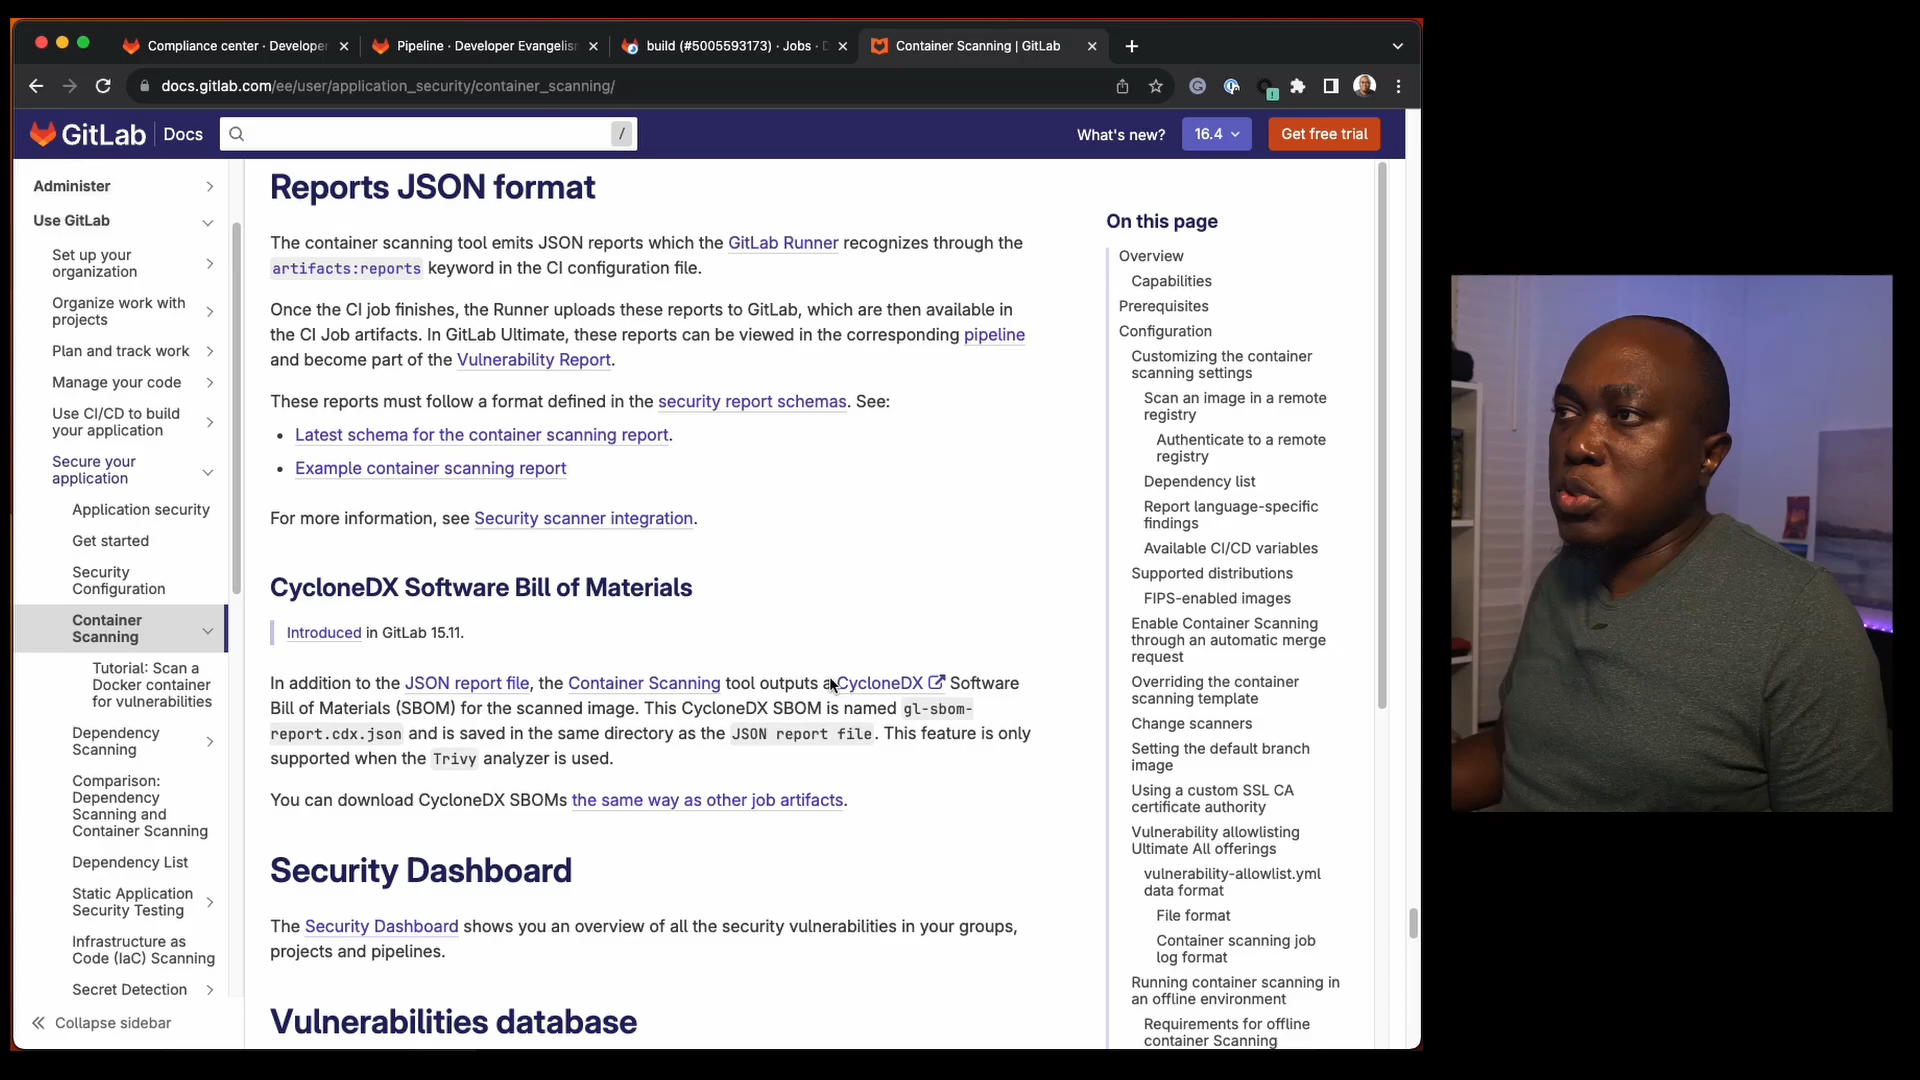 Compliance center · Developer
Pipeline · Developer Evangelism
build (#5005593173) · Jobs ·
Container Scanning | GitLab
docs.gitlab.com/ee/user/application_security/container_scanning/
GitLab Docs
/
What's new?
16.4
Get free trial
Administer
Use GitLab
Set up your
organization
Organize work with
projects
Plan and track work
Manage your code
Use CI/CD to build
your application
Secure your
application
Application security
Get started
Security
Configuration
Container
Scanning
Tutorial: Scan a
Docker container
for vulnerabilities
Dependency
Scanning
Comparison:
Dependency
Scanning and
Container Scanning
Dependency List
Static Application
Security Testing
Infrastructure as
Code (IaC) Scanning
Secret Detection
Collapse sidebar
Reports JSON format
The container scanning tool emits JSON reports which the GitLab Runner recognizes through the
artifacts:reports keyword in the CI configuration file.
Once the CI job finishes, the Runner uploads these reports to GitLab, which are then available in
the CI Job artifacts. In GitLab Ultimate, these reports can be viewed in the corresponding pipeline
and become part of the Vulnerability Report.
These reports must follow a format defined in the security report schemas. See:
• Latest schema for the container scanning report.
• Example container scanning report
For more information, see Security scanner integration.
CycloneDX Software Bill of Materials
Introduced in GitLab 15.11.
In addition to the JSON report file, the Container Scanning tool outputs a CycloneDX Software
Bill of Materials (SBOM) for the scanned image. This CycloneDX SBOM is named gl-sbom-
report.cdx.json and is saved in the same directory as the JSON report file. This feature is only
supported when the Trivy analyzer is used.
You can download CycloneDX SBOMs the same way as other job artifacts.
Security Dashboard
The Security Dashboard shows you an overview of all the security vulnerabilities in your groups,
projects and pipelines.
Vulnerabilities database
On this page
Overview
Capabilities
Prerequisites
Configuration
Customizing the container
scanning settings
Scan an image in a remote
registry
Authenticate to a remote
registry
Dependency list
Report language-specific
findings
Available CI/CD variables
Supported distributions
FIPS-enabled images
Enable Container Scanning
through an automatic merge
request
Overriding the container
scanning template
Change scanners
Setting the default branch
image
Using a custom SSL CA
certificate authority
Vulnerability allowlisting
Ultimate All offerings
vulnerability-allowlist.yml
data format
File format
Container scanning job
log format
Running container scanning in
an offline environment
Requirements for offline
container Scanning